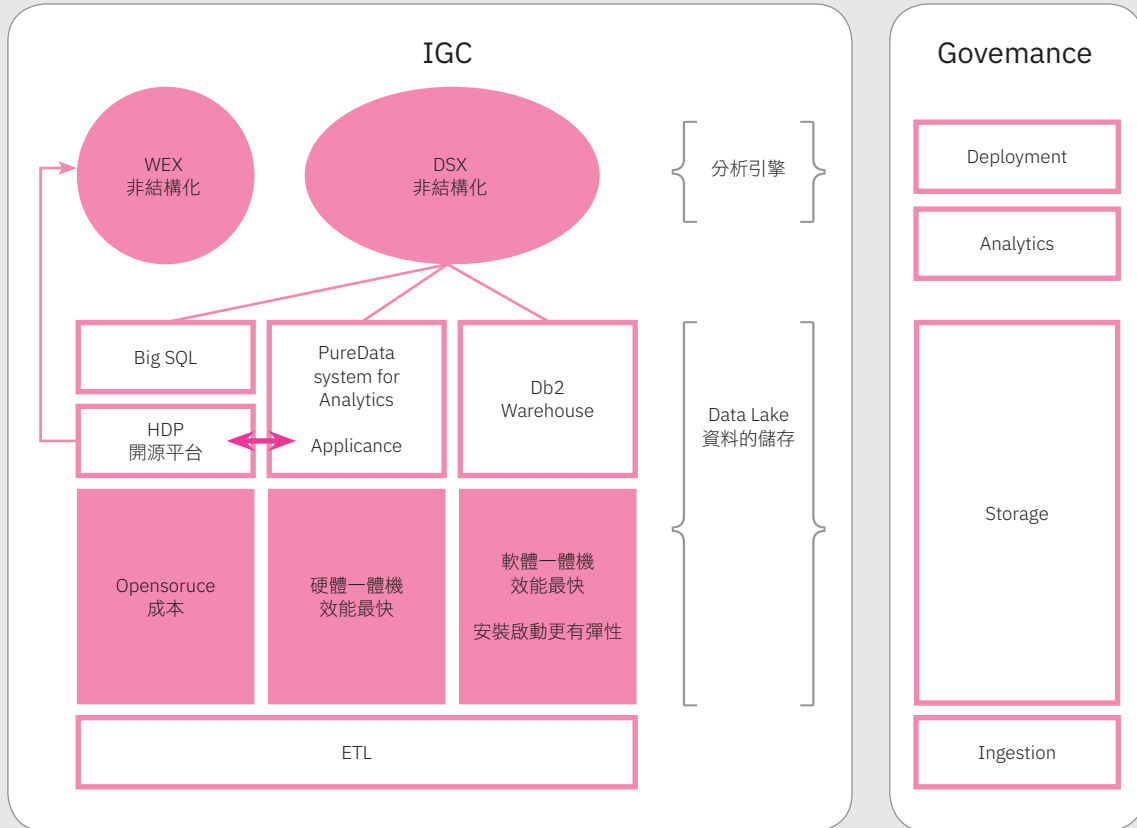 IGC
WEX
非結構化
DSX
非結構化
分析引擎
Big SQL
HDP
開源平台
PureData
system for
Analytics
Applicance
Db2
Warehouse
Data Lake
資料的儲存
Opensoruce
成本
硬體一體機
效能最快
軟體一體機
效能最快
安裝啟動更有彈性
ETL
Govemance
Deployment
Analytics
Storage
Ingestion